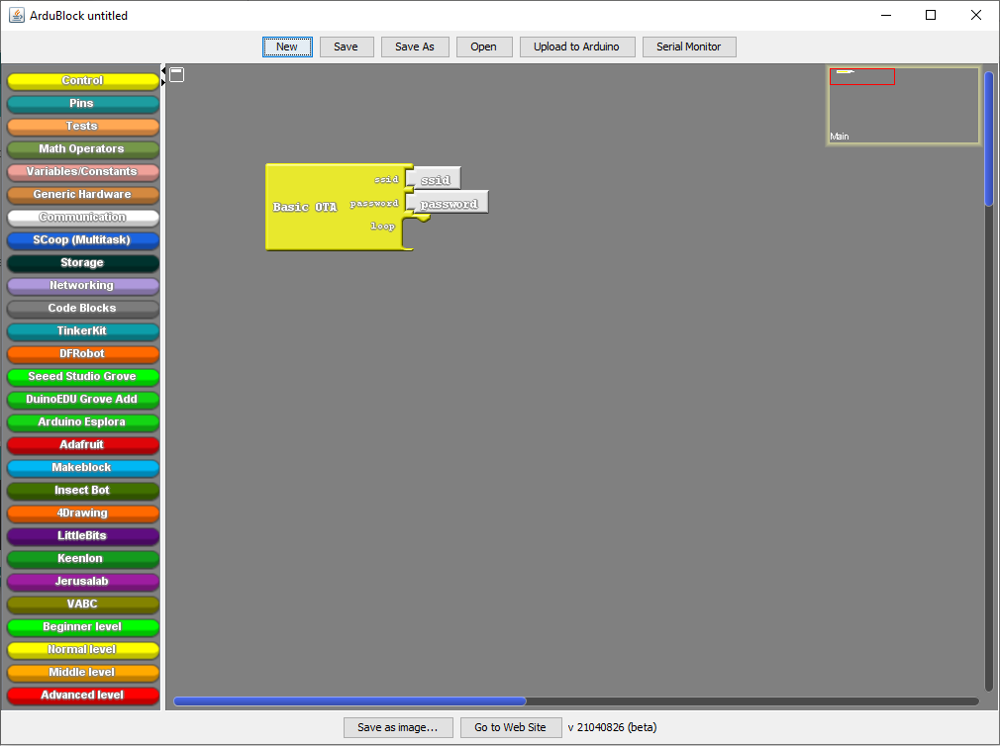 ArduBlock untitled
New Save Save As Open Upload to Arduino Serial Monitor
Control
Pins
Tests
Math Operators
Variables/Constants
Generic Hardware
Communication
SCoop (Multitask)
Storage
Networking
Code Blocks
TinkerKit
DFRobot
Seeed Studio Grove
DuinoEDU Grove Add
Arduino Esplora
Adafruit
Makeblock
Insect Bot
4Drawing
LittleBits
Keenlon
Jerusalab
VABC
Beginner level
Normal level
Middle level
Advanced level
Basic OTA
ssid ssid
password password
loop
Main
Save as image... Go to Web Site v 21040826 (beta)